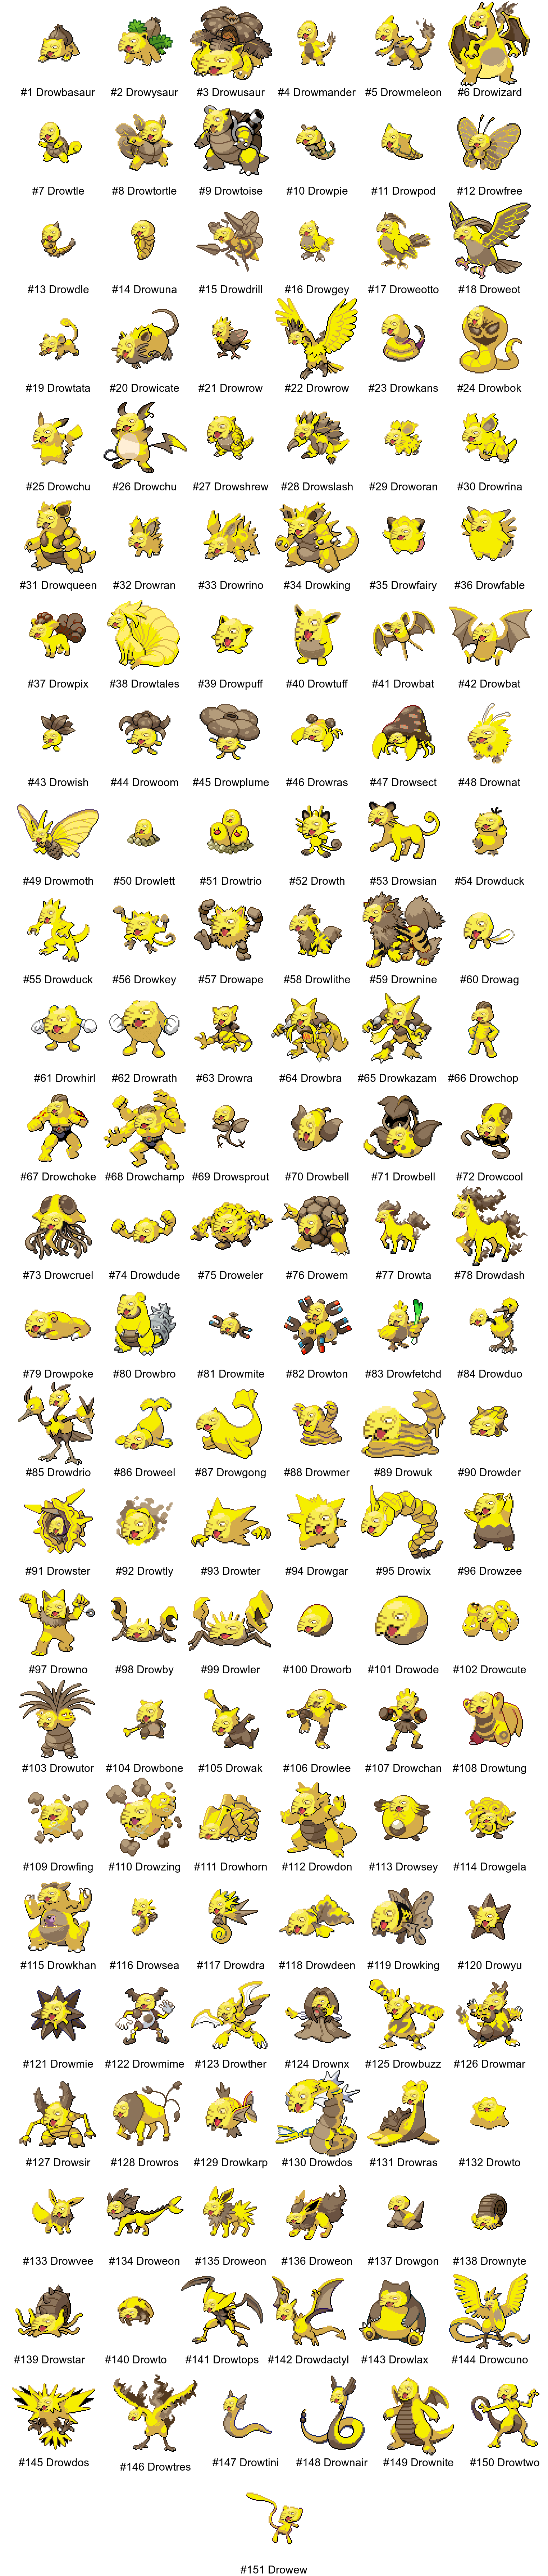 #1 Drowbasaur #2 Drowysaur #3 Drowusaur #4 Drowmander #5 Drowmeleon #6 Drowizard
#7 Drowtle #8 Drowtortle #9 Drowtoise #10 Drowpie #11 Drowpod #12 Drowfree
#13 Drowdle #14 Drowuna #15 Drowdrill #16 Drowgey #17 Droweotto #18 Droweot
#19 Drowtata #20 Drowicate #21 Drowrow #22 Drowrow #23 Drowkans #24 Drowbok
#25 Drowchu #26 Drowchu #27 Drowshrew #28 Drowslash #29 Droworan #30 Drowrina
#31 Drowqueen #32 Drowran #33 Drowrino #34 Drowking #35 Drowfairy #36 Drowfable
#37 Drowpix #38 Drowtales #39 Drowpuff #40 Drowtuff #41 Drowbat #42 Drowbat
#43 Drowish #44 Drowoom #45 Drowplume #46 Drowras #47 Drowsect #48 Drownat
#49 Drowmoth #50 Drowlett #51 Drowtrio #52 Drowth #53 Drowsian #54 Drowduck
#55 Drowduck #56 Drowkey #57 Drowape #58 Drowlithe #59 Drownine #60 Drowag
#61 Drowhirl #62 Drowrath #63 Drowra #64 Drowbra #65 Drowkazam #66 Drowchop
#67 Drowchoke #68 Drowchamp #69 Drowsprout #70 Drowbell #71 Drowbell #72 Drowcool
#73 Drowcruel #74 Drowdude #75 Droweler #76 Drowem #77 Drowta #78 Drowdash
#79 Drowpoke #80 Drowbro #81 Drowmite #82 Drowton #83 Drowfetchd #84 Drowduo
#85 Drowdrio #86 Droweel #87 Drowgong #88 Drowmer #89 Drowuk #90 Drowder
#91 Drowster #92 Drowtly #93 Drowter #94 Drowgar #95 Drowix #96 Drowzee
#97 Drowno #98 Drowby #99 Drowler #100 Droworb #101 Drowode #102 Drowcute
#103 Drowutor #104 Drowbone #105 Drowak #106 Drowlee #107 Drowchan #108 Drowtung
#109 Drowfing #110 Drowzing #111 Drowhorn #112 Drowdon #113 Drowsey #114 Drowgela
#115 Drowkhan #116 Drowsea #117 Drowdra #118 Drowdeen #119 Drowking #120 Drowyu
#121 Drowmie #122 Drowmime #123 Drowther #124 Drownx #125 Drowbuzz #126 Drowmar
#127 Drowsir #128 Drowros #129 Drowkarp #130 Drowdos #131 Drowras #132 Drowto
#133 Drowvee #134 Droweon #135 Droweon #136 Droweon #137 Drowgon #138 Drownyte
#139 Drowstar #140 Drowto #141 Drowtops #142 Drowdactyl #143 Drowlax #144 Drowcuno
#145 Drowdos #146 Drowtres #147 Drowtini #148 Drownair #149 Drownite #150 Drowtwo
#151 Drowew